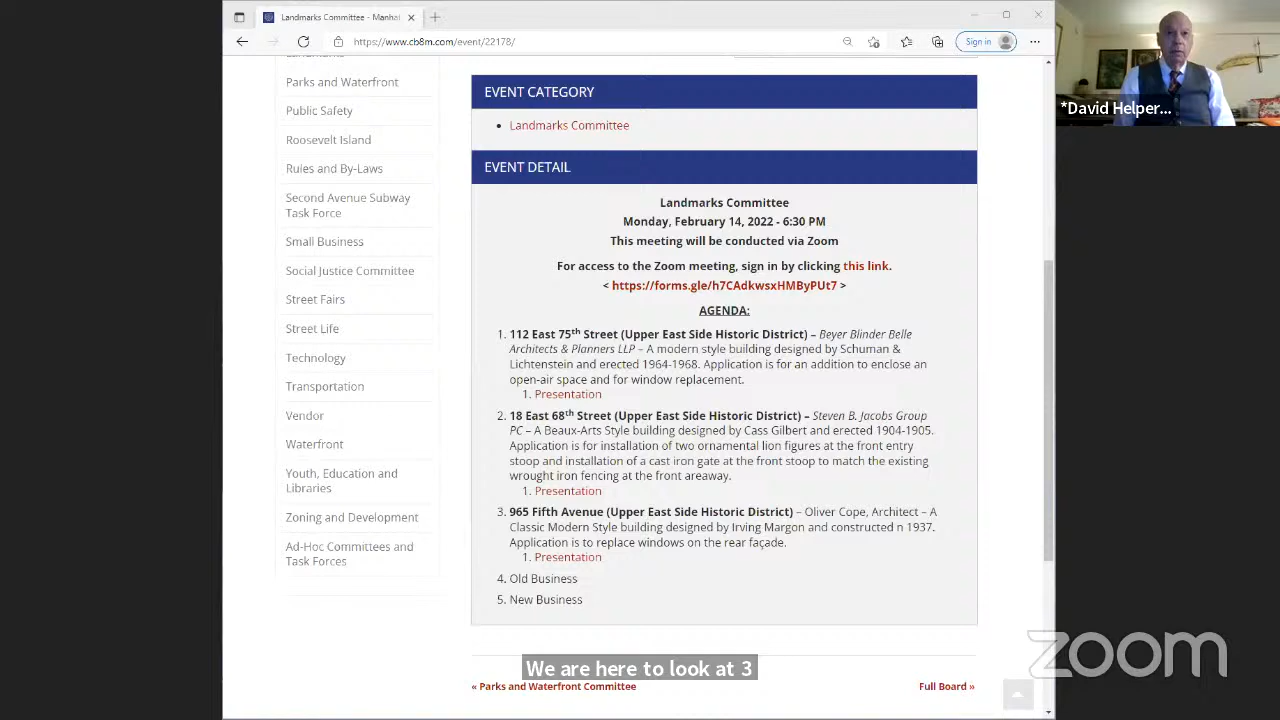 Landmarks Committee - Manhat
https://www.cb8m.com/event/22178/
Sign in
*David Helper...
Parks and Waterfront
Public Safety
Roosevelt Island
Rules and By-Laws
Second Avenue Subway
Task Force
Small Business
Social Justice Committee
Street Fairs
Street Life
Technology
Transportation
Vendor
Waterfront
Youth, Education and
Libraries
Zoning and Development
Ad-Hoc Committees and
Task Forces
EVENT CATEGORY
• Landmarks Committee
EVENT DETAIL
Landmarks Committee
Monday, February 14, 2022 - 6:30 PM
This meeting will be conducted via Zoom
For access to the Zoom meeting, sign in by clicking this link.
< https://forms.gle/h7CAdkwsxHMByPUt7 >
AGENDA:
1. 112 East 75th Street (Upper East Side Historic District) – Beyer Blinder Belle
Architects & Planners LLP – A modern style building designed by Schuman &
Lichtenstein and erected 1964-1968. Application is for an addition to enclose an
open-air space and for window replacement.
1. Presentation
2. 18 East 68th Street (Upper East Side Historic District) – Steven B. Jacobs Group
PC – A Beaux-Arts Style building designed by Cass Gilbert and erected 1904-1905.
Application is for installation of two ornamental lion figures at the front entry
stoop and installation of a cast iron gate at the front stoop to match the existing
wrought iron fencing at the front areaway.
1. Presentation
3. 965 Fifth Avenue (Upper East Side Historic District) – Oliver Cope, Architect – A
Classic Modern Style building designed by Irving Margon and constructed n 1937.
Application is to replace windows on the rear façade.
1. Presentation
4. Old Business
5. New Business
We are here to look at 3
« Parks and Waterfront Committee
Full Board »
zoom